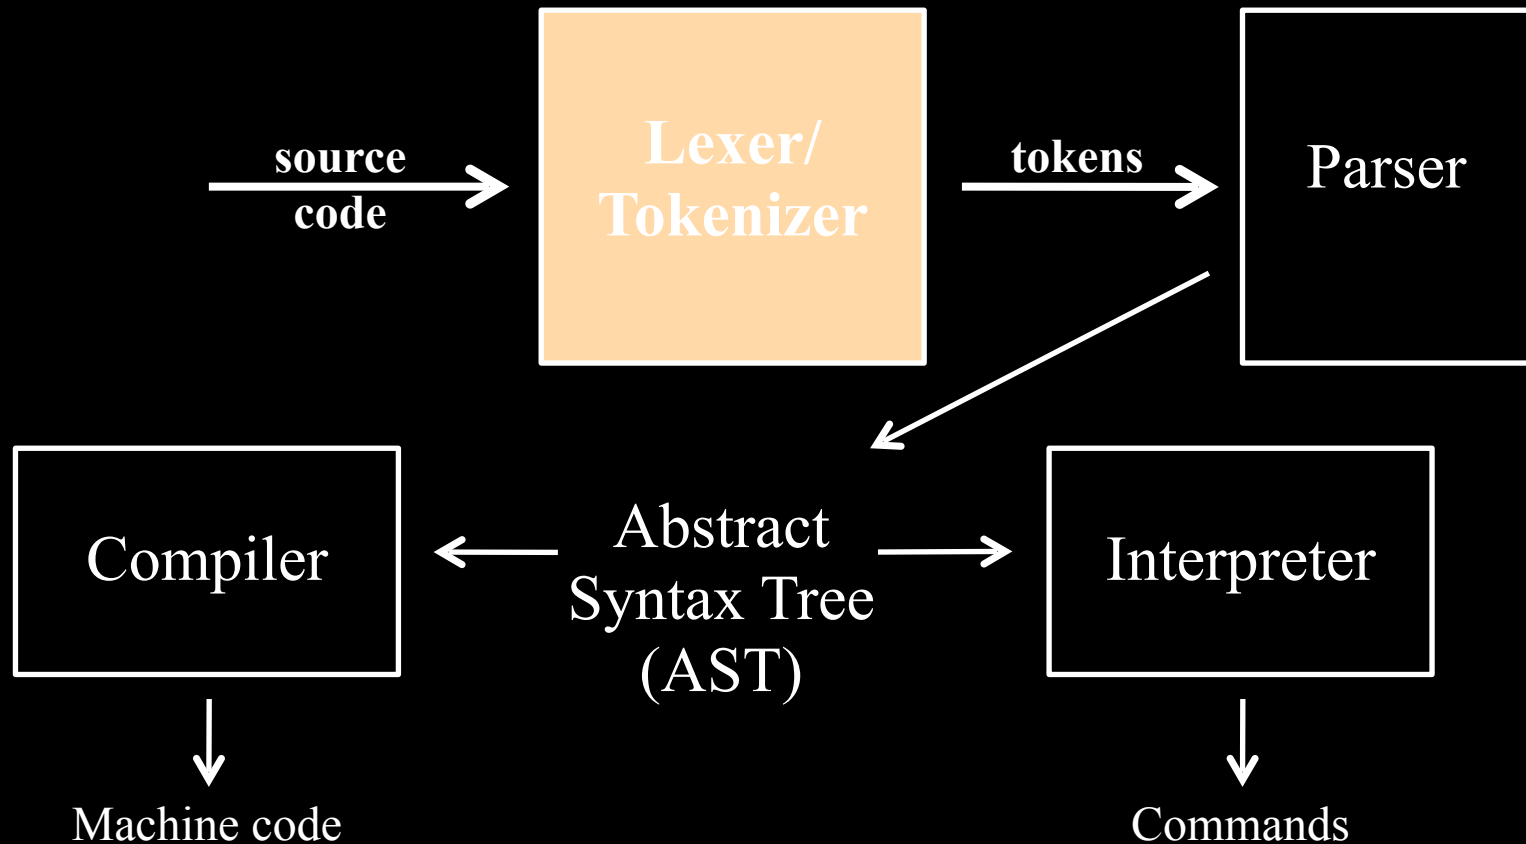 source
code
Lexer/
Tokenizer
tokens
Parser
Compiler
Abstract
Syntax Tree
(AST)
Interpreter
Machine code
Commands